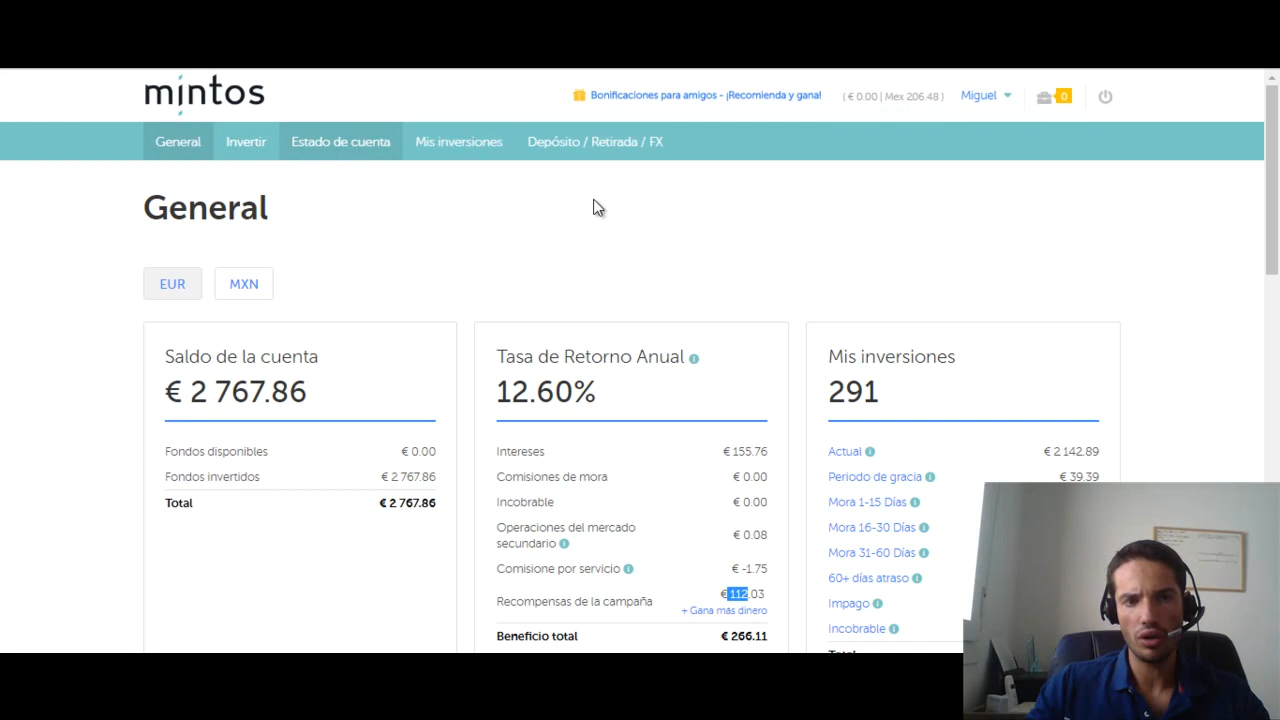 mintos
Bonificaciones para amigos - ¡Recomienda y gana!
( € 0.00 | Mex 206.48 )
Miguel
0
General
Invertir
Estado de cuenta
Mis inversiones
Depósito / Retirada / FX
General
EUR
MXN
Saldo de la cuenta
€ 2 767.86
Fondos disponibles € 0.00
Fondos invertidos € 2 767.86
Total € 2 767.86
Tasa de Retorno Anual
12.60%
Intereses € 155.76
Comisiones de mora € 0.00
Incobrable € 0.00
Operaciones del mercado
secundario € 0.08
Comisione por servicio € -1.75
Recompensas de la campaña € 112.03
+ Gana más dinero
Beneficio total € 266.11
Mis inversiones
291
Actual € 2 142.89
Periodo de gracia € 39.39
Mora 1-15 Días
Mora 16-30 Días
Mora 31-60 Días
60+ días atraso
Impago
Incobrable